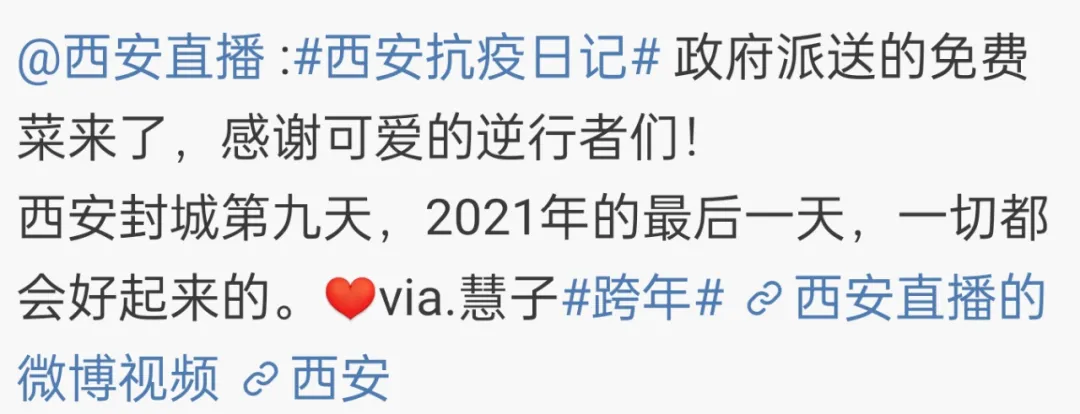 @西安直播 :#西安抗疫日记# 政府派送的免费
菜来了，感谢可爱的逆行者们！
西安封城第九天，2021年的最后一天，一切都
会好起来的。❤via.慧子#跨年# 西安直播的
微博视频 西安